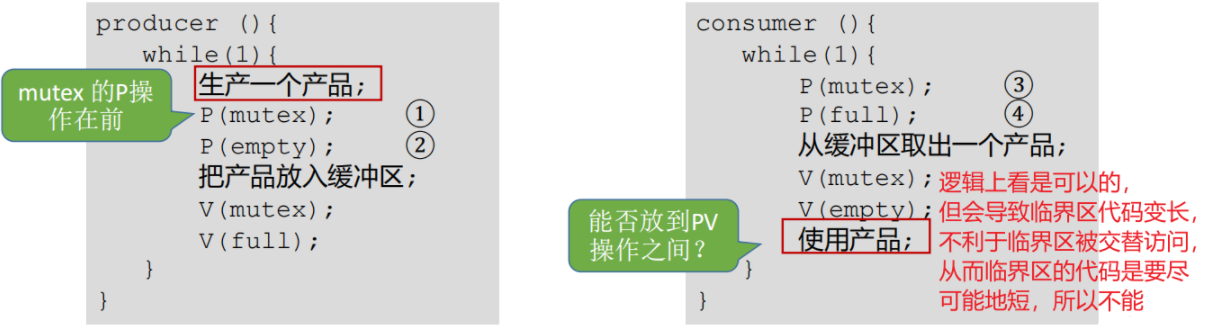 producer (){
while(1){
生产一个产品;
mutex 的P操
作在前
P(mutex); ①
P(empty); ②
把产品放入缓冲区;
V(mutex);
V(full);
}
}
consumer (){
while(1){
P(mutex); ③
P(full); ④
从缓冲区取出一个产品;
V(mutex);
V(empty);
能否放到PV
操作之间?
使用产品;
}
}
逻辑上看是可以的,
但会导致临界区代码变长,
不利于临界区被交替访问,
从而临界区的代码是要尽
可能地短，所以不能